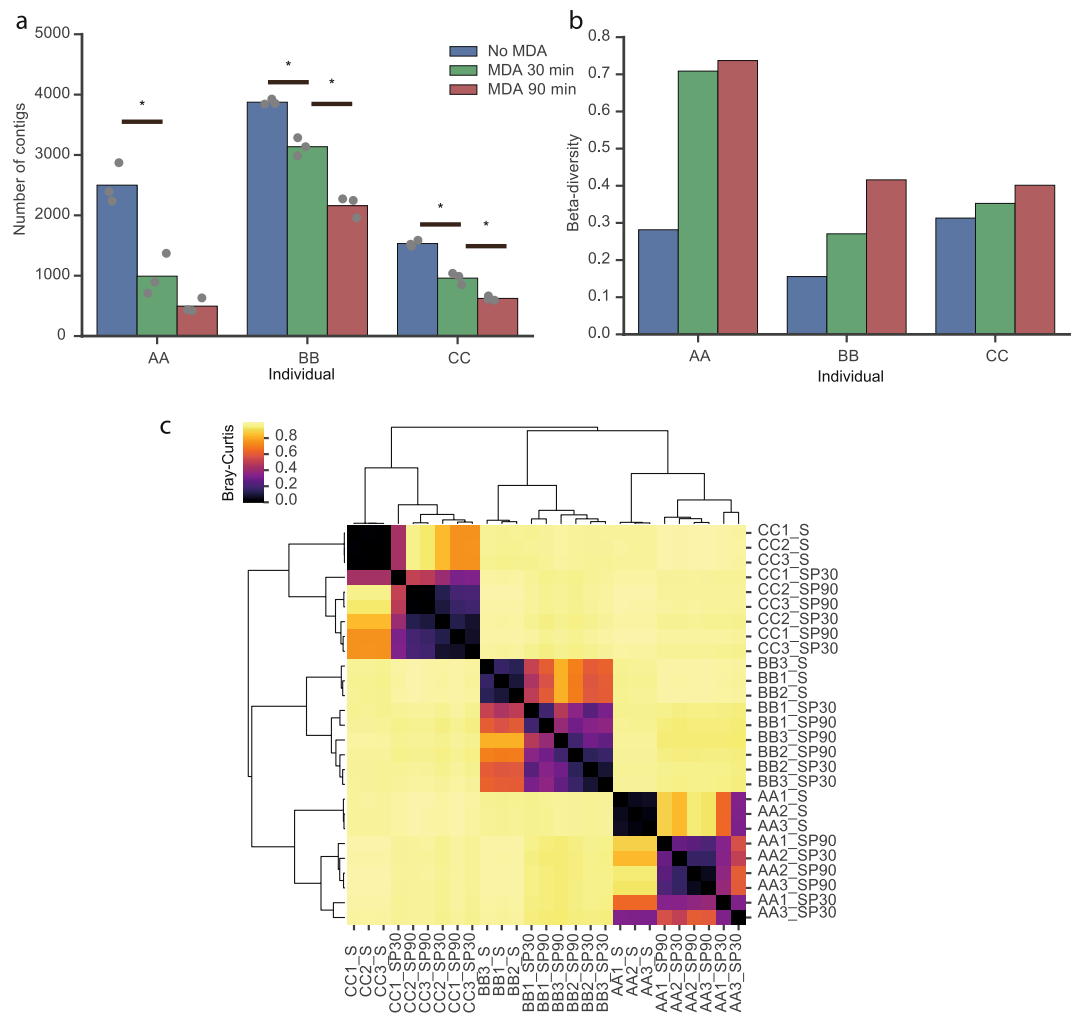 a
5000
4000
3000
2000
1000
0
Number of contigs
No MDA
MDA 30 min
MDA 90 min
*
*
*
*
*
AA
BB
CC
Individual
b
0.8
0.7
0.6
0.5
0.4
0.3
0.2
0.1
0.0
Beta-diversity
AA
BB
CC
Individual
c
Bray-Curtis
0.8
0.6
0.4
0.2
0.0
CC1_S
CC2_S
CC3_S
CC1_SP30
CC2_SP90
CC3_SP90
CC2_SP30
CC1_SP90
CC3_SP30
BB3_S
BB1_S
BB2_S
BB1_SP30
BB1_SP90
BB3_SP90
BB2_SP90
BB2_SP30
BB3_SP30
AA1_S
AA2_S
AA3_S
AA1_SP90
AA2_SP30
AA2_SP90
AA3_SP90
AA1_SP30
AA3_SP30
CC1_S
CC2_S
CC3_S
CC1_SP30
CC2_SP90
CC3_SP90
CC2_SP30
CC1_SP90
CC3_SP30
BB3_S
BB1_S
BB2_S
BB1_SP30
BB1_SP90
BB3_SP90
BB2_SP90
BB2_SP30
BB3_SP30
AA1_S
AA2_S
AA3_S
AA1_SP90
AA2_SP30
AA2_SP90
AA3_SP90
AA1_SP30
AA3_SP30